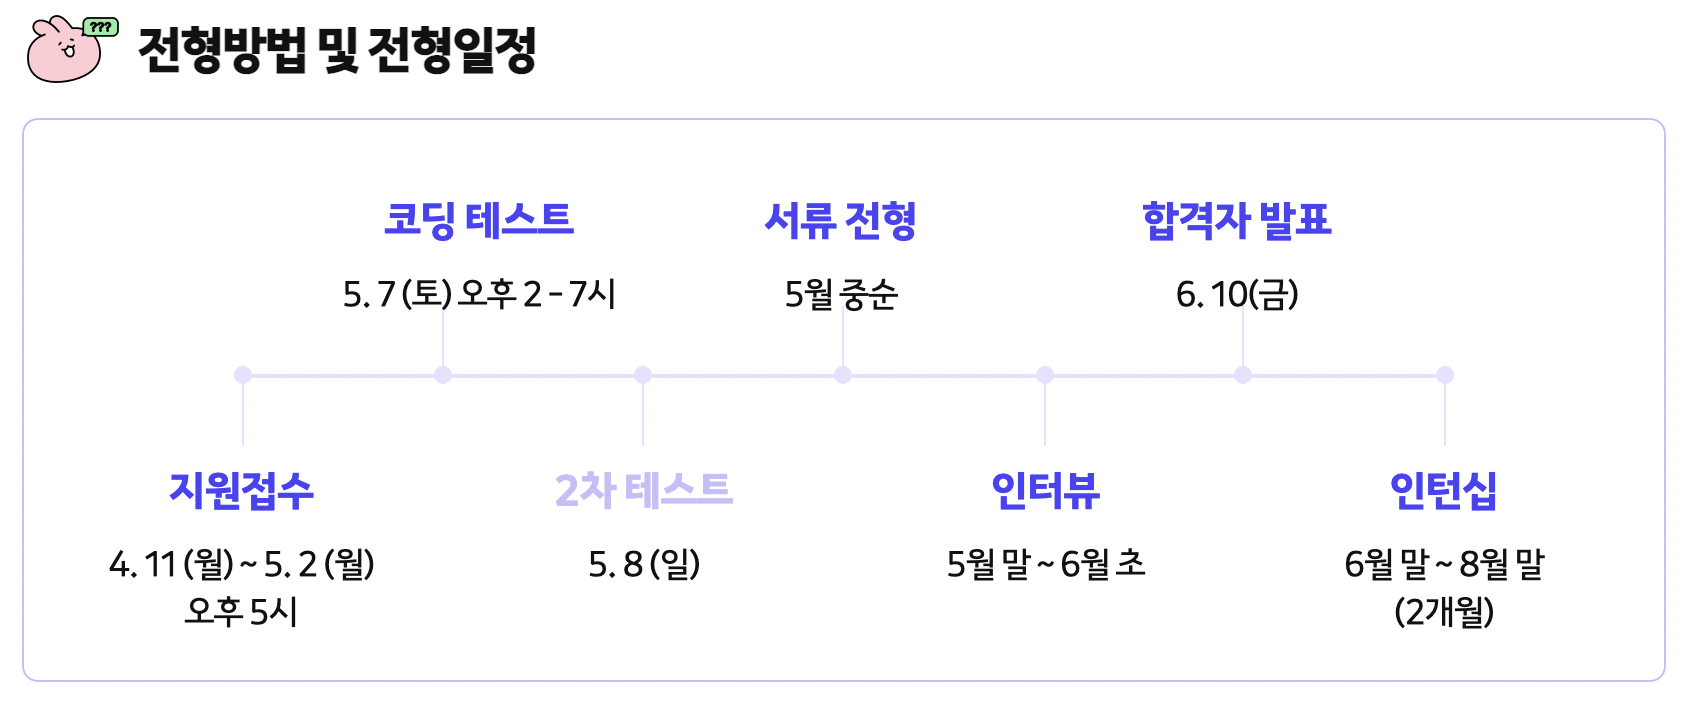 ???
전형방법 및 전형일정
코딩 테스트
5. 7 (토) 오후 2 - 7시
서류 전형
5월 중순
합격자 발표
6. 10(금)
지원접수
4. 11 (월) ~ 5. 2 (월)
오후 5시
2차 테스트
5. 8 (일)
인터뷰
5월 말 ~ 6월 초
인턴십
6월 말 ~ 8월 말
(2개월)